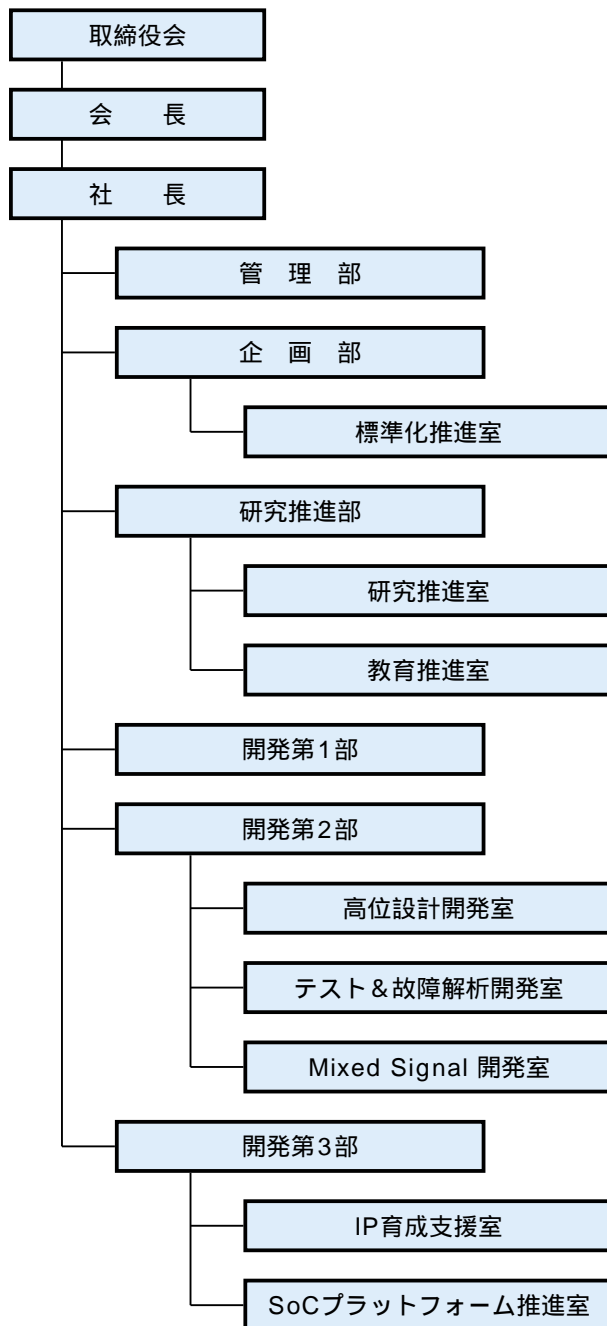 取締役会
会　　長
社　　長
管　理　部
企　画　部
標準化推進室
研究推進部
研究推進室
教育推進室
開発第1部
開発第2部
高位設計開発室
テスト＆故障解析開発室
Mixed Signal 開発室
開発第3部
IP育成支援室
SoCプラットフォーム推進室